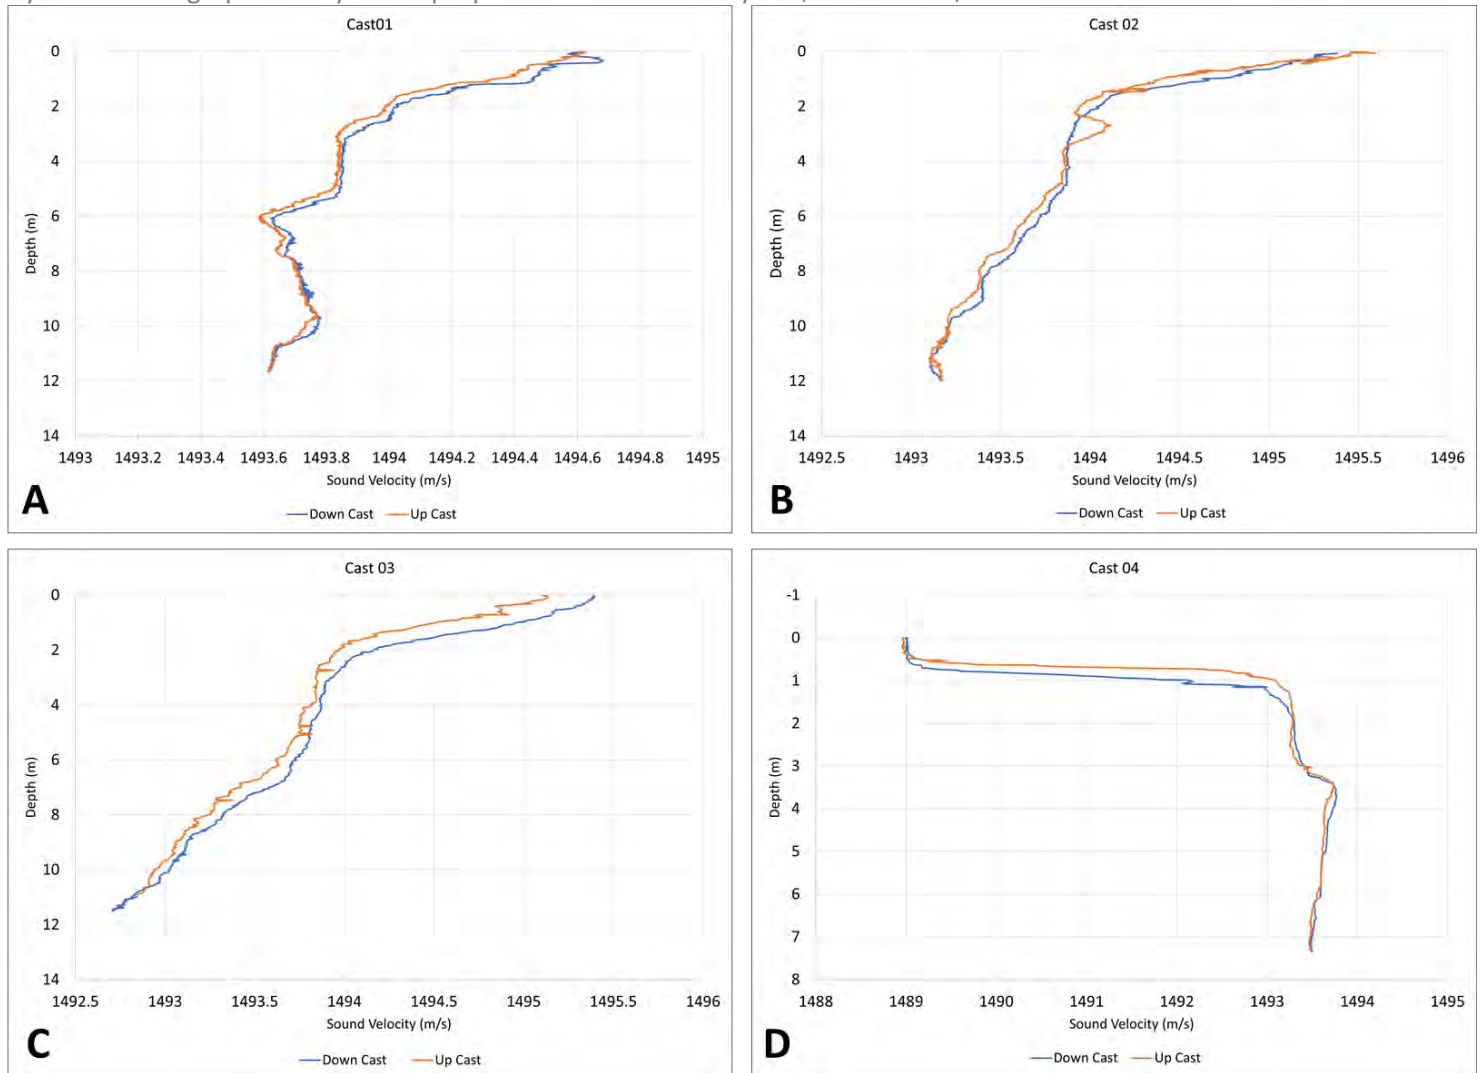 Cast01
0
2
4
6
8
10
12
14
Depth (m)
1493 1493.2 1493.4 1493.6 1493.8 1494 1494.2 1494.4 1494.6 1494.8 1495
Sound Velocity (m/s)
A
Down Cast Up Cast
Cast 02
0
2
4
6
8
10
12
14
Depth (m)
1492.5 1493 1493.5 1494 1494.5 1495 1495.5 1496
Sound Velocity (m/s)
B
Down Cast Up Cast
Cast 03
0
2
4
6
8
10
12
14
Depth (m)
1492.5 1493 1493.5 1494 1494.5 1495 1495.5 1496
Sound Velocity (m/s)
C
Down Cast Up Cast
Cast 04
-1
0
1
2
3
4
5
6
7
8
Depth (m)
1488 1489 1490 1491 1492 1493 1494 1495
Sound Velocity (m/s)
D
Down Cast Up Cast